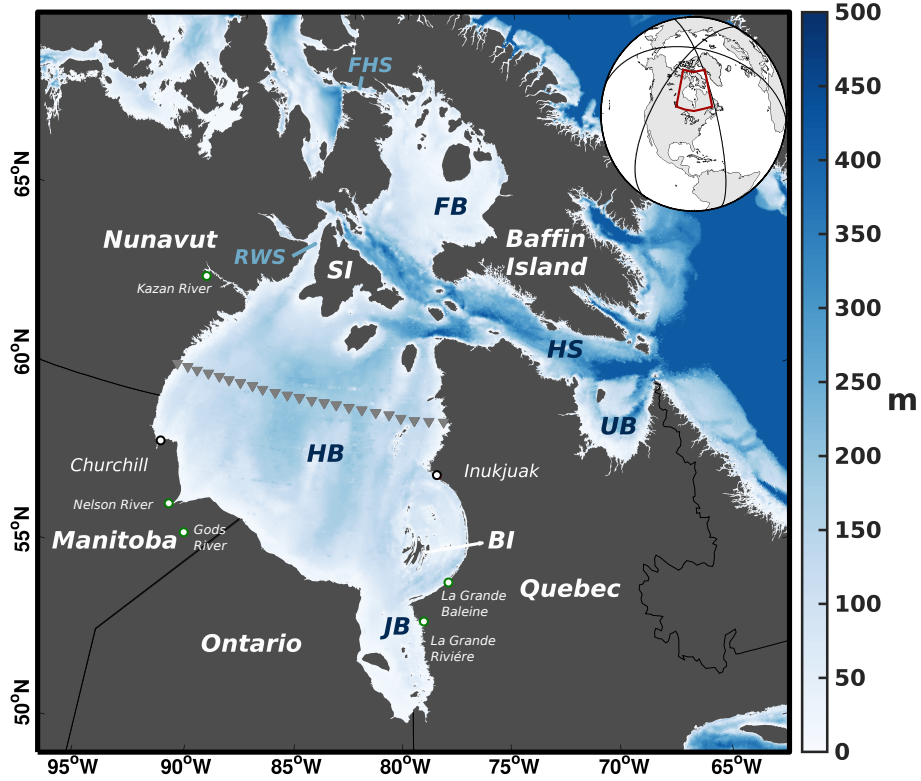 FHS
FB
Nunavut
RWS
SI
Baffin
Island
Kazan River
HS
UB
HB
Churchill
Inukjuak
Nelson River
Gods
River
Manitoba
BI
Quebec
La Grande
Baleine
JB
Ontario
La Grande
Riviére
65°N
60°N
55°N
50°N
95°W
90°W
85°W
80°W
75°W
70°W
65°W
500
450
400
350
300
250
200
150
100
50
0
m